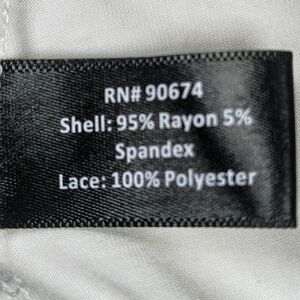 RN# 90674
Shell: 95% Rayon 5%
Spandex
Lace: 100% Polyester